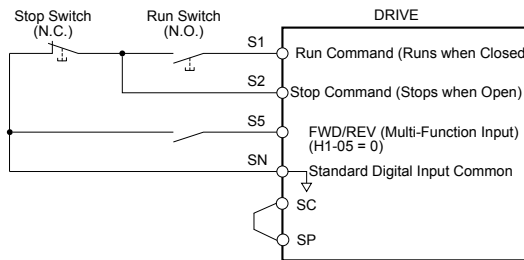 Stop Switch
(N.C.)
Run Switch
(N.O.)
DRIVE
S1
Run Command (Runs when Closed
S2
Stop Command (Stops when Open)
S5
FWD/REV (Multi-Function Input)
(H1-05 = 0)
SN
Standard Digital Input Common
SC
SP